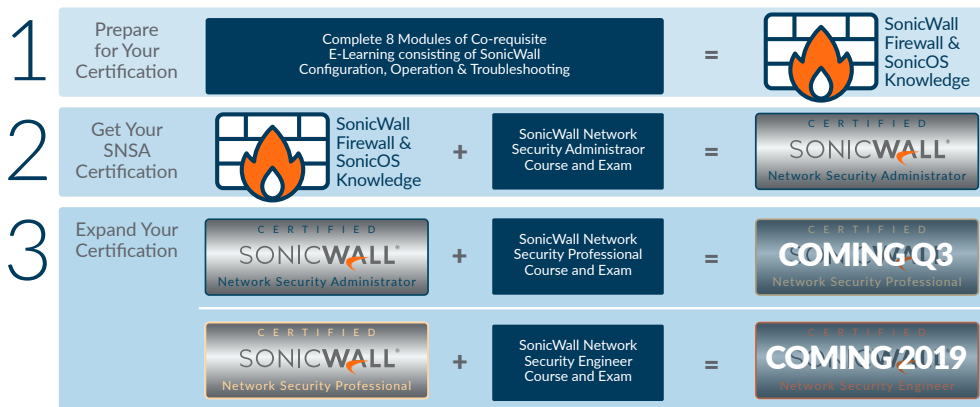 1
Prepare
for Your
Certification
Complete 8 Modules of Co-requisite
E-Learning consisting of SonicWall
Configuration, Operation & Troubleshooting
=
SonicWall
Firewall &
SonicOS
Knowledge
2
Get Your
SNSA
Certification
SonicWall
Firewall &
SonicOS
Knowledge
+
SonicWall Network
Security Administraor
Course and Exam
=
CERTIFIED
SONICWALL®
Network Security Administrator
3
Expand Your
Certification
CERTIFIED
SONICWALL®
Network Security Administrator
+
SonicWall Network
Security Professional
Course and Exam
=
CERTIFIED
SONICWALL®
COMING Q3
Network Security Professional
CERTIFIED
SONICWALL®
Network Security Professional
+
SonicWall Network
Security Engineer
Course and Exam
=
CERTIFIED
SONICWALL®
COMING 2019
Network Security Engineer